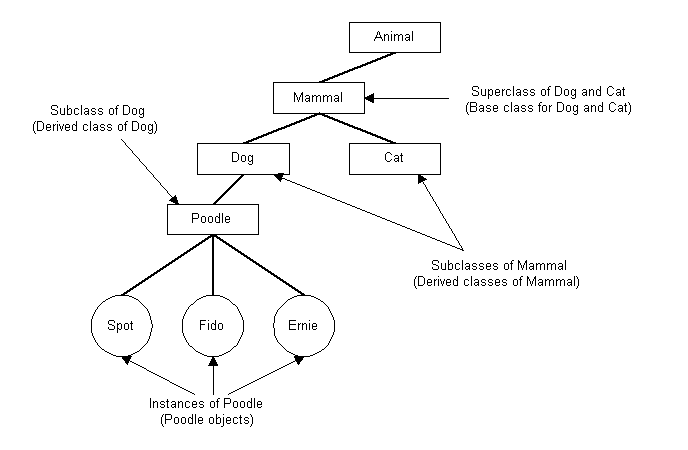 Animal
Mammal
Superclass of Dog and Cat
(Base class for Dog and Cat)
Subclass of Dog
(Derived class of Dog)
Dog
Cat
Poodle
Subclasses of Mammal
(Derived classes of Mammal)
Spot
Fido
Ernie
Instances of Poodle
(Poodle objects)